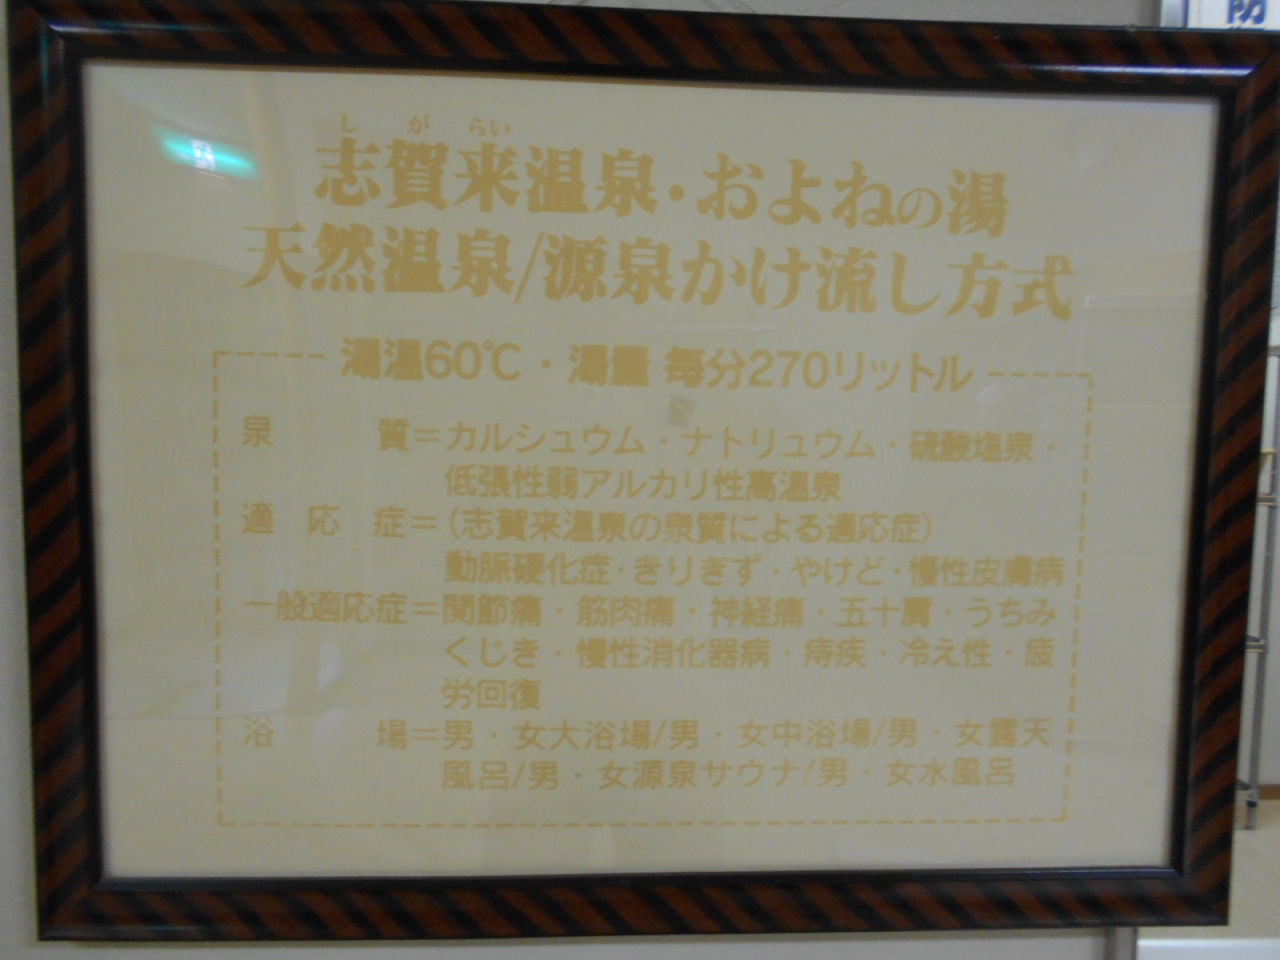 しがらい
志賀来温泉・およねの湯
天然温泉/源泉かけ流し方式
湯温60℃・湯量 毎分270リットル
泉質＝カルシュウム・ナトリュウム・硫酸塩泉・
低張性弱アルカリ性高温泉
適応症＝(志賀来温泉の泉質による適応症)
動脈硬化症・きりきず・やけど・慢性皮膚病
一般適応症＝関節痛・筋肉痛・神経痛・五十肩・うちみ
くじき・慢性消化器病・痔疾・冷え性・疲
労回復
浴場＝男・女大浴場/男・女中浴場/男・女露天
風呂/男・女源泉サウナ/男・女水風呂